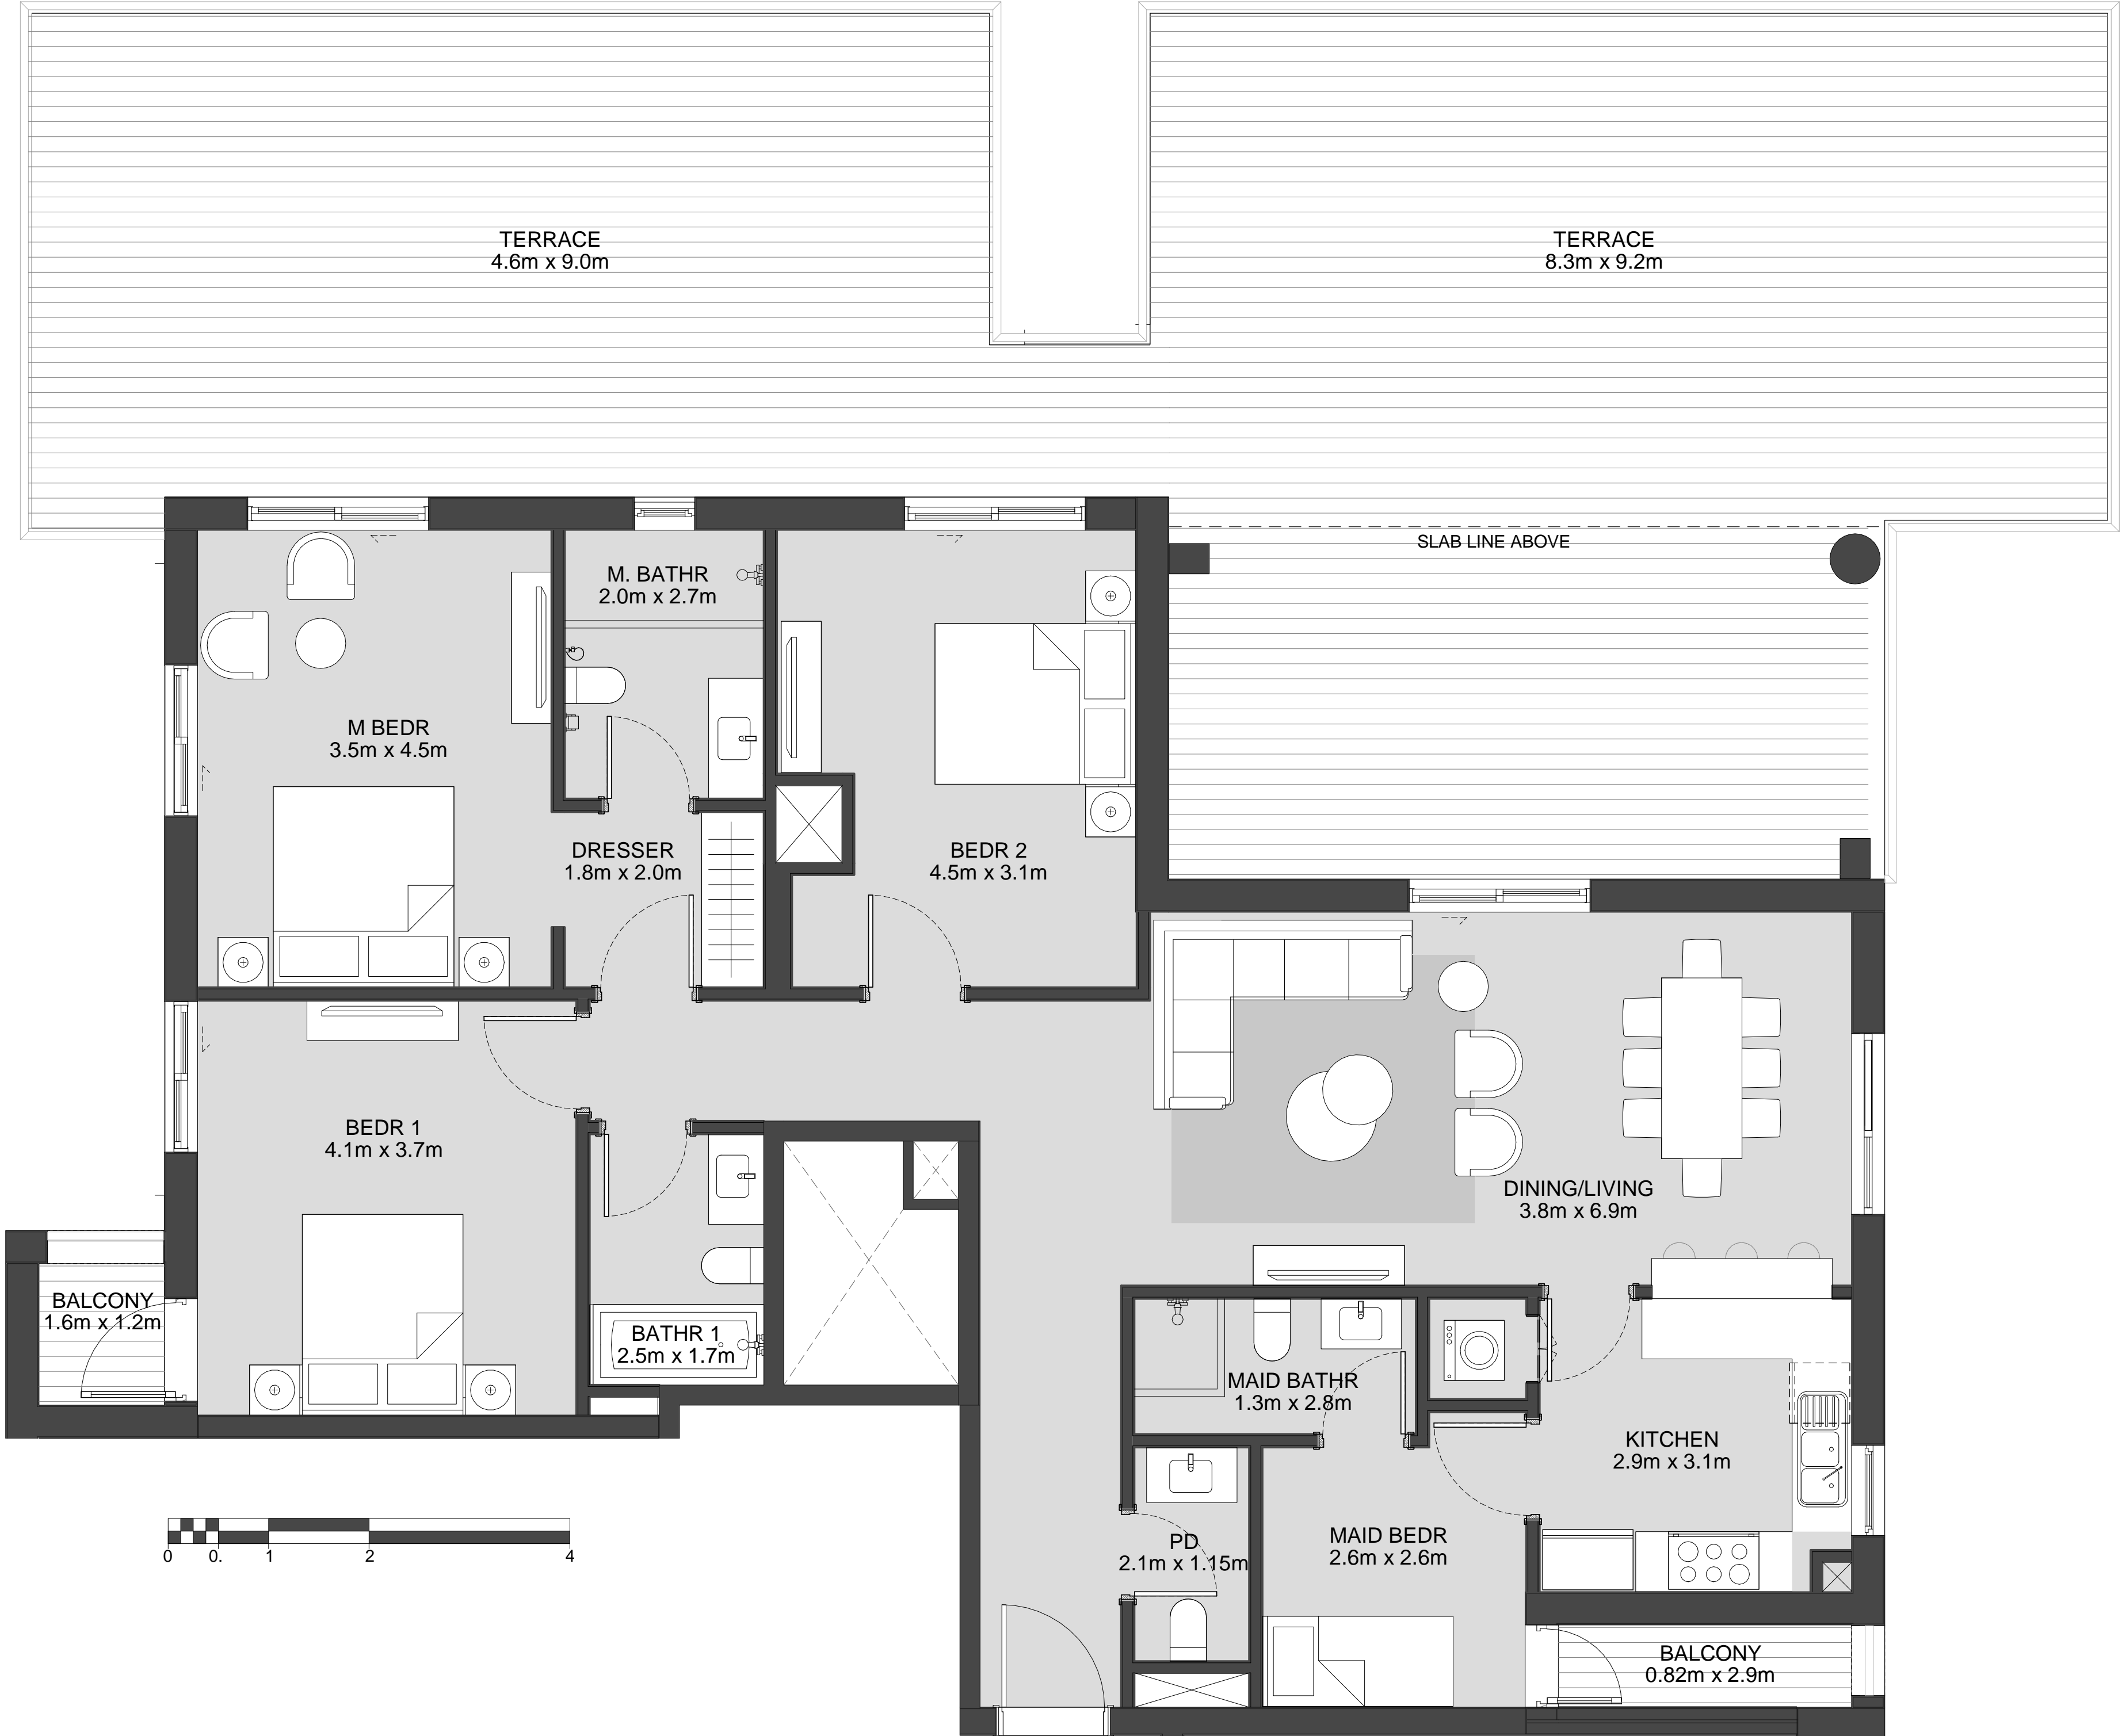 TERRACE
4.6m x 9.0m
TERRACE
8.3m x 9.2m
SLAB LINE ABOVE
M. BATHR
2.0m x 2.7m
M BEDR
3.5m x 4.5m
DRESSER
1.8m x 2.0m
BEDR 2
4.5m x 3.1m
BEDR 1
4.1m x 3.7m
DINING/LIVING
3.8m x 6.9m
BALCONY
1.6m x 1.2m
BATHR 1
2.5m x 1.7m
MAID BATHR
1.3m x 2.8m
KITCHEN
2.9m x 3.1m
PD
2.1m x 1.15m
MAID BEDR
2.6m x 2.6m
0 0. 1 2 4
BALCONY
0.82m x 2.9m